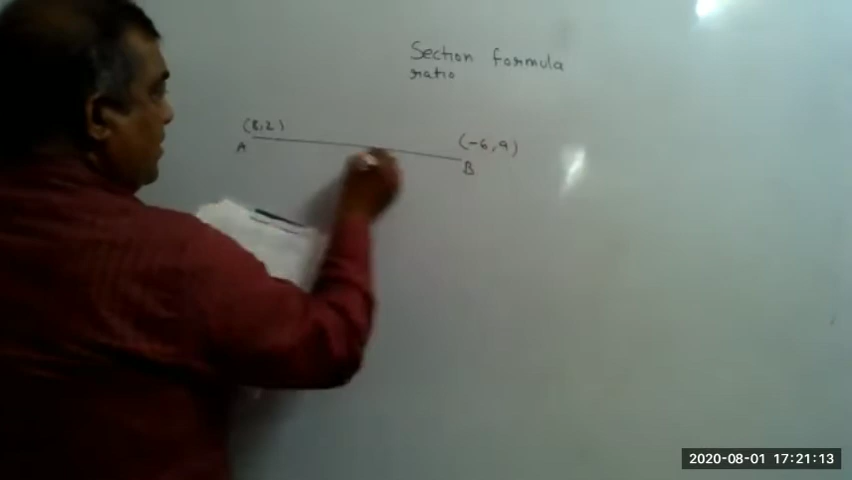 Section formula
ratio
(8,2)
(-6,9)
A
B
2020-08-01 17:21:13